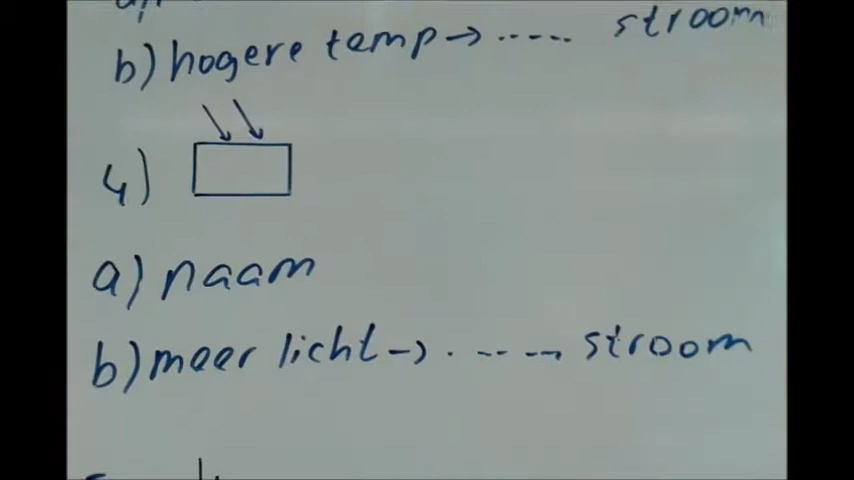 b) hogere temp → ..... stroom
4)
a) naam
b) meer licht → ..... stroom